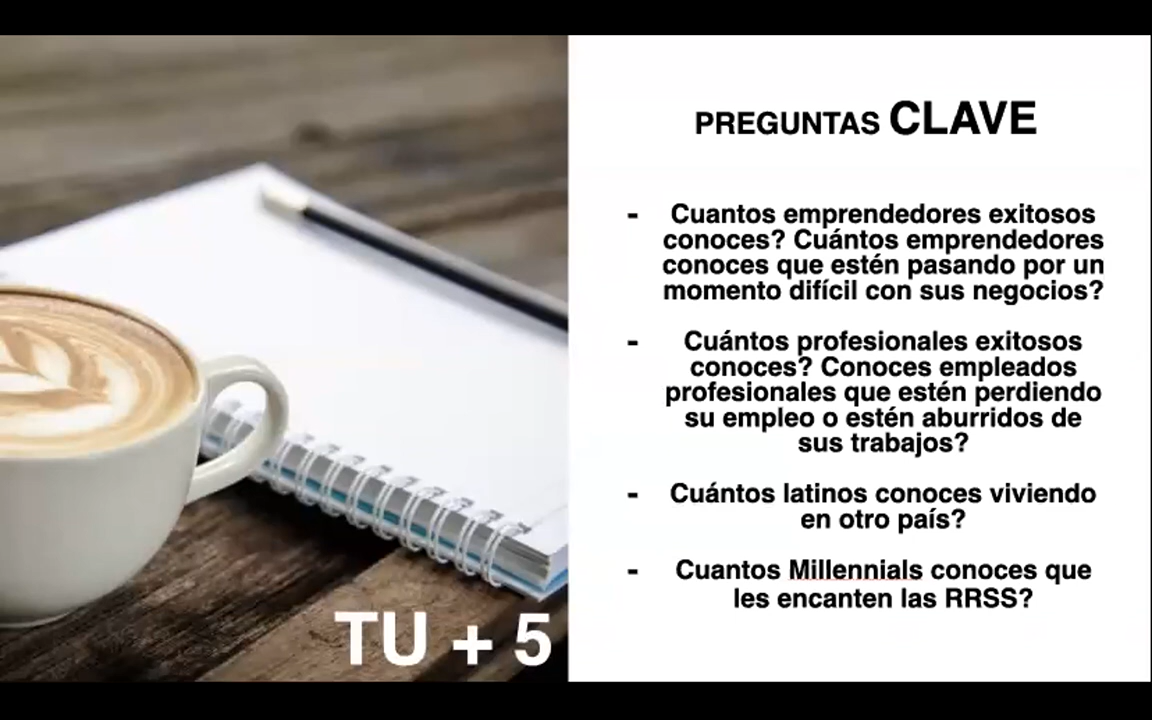 PREGUNTAS CLAVE
- Cuantos emprendedores exitosos
conoces? Cuántos emprendedores
conoces que estén pasando por un
momento difícil con sus negocios?
- Cuántos profesionales exitosos
conoces? Conoces empleados
profesionales que estén perdiendo
su empleo o estén aburridos de
sus trabajos?
- Cuántos latinos conoces viviendo
en otro país?
- Cuantos Millennials conoces que
les encanten las RRSS?
TU + 5